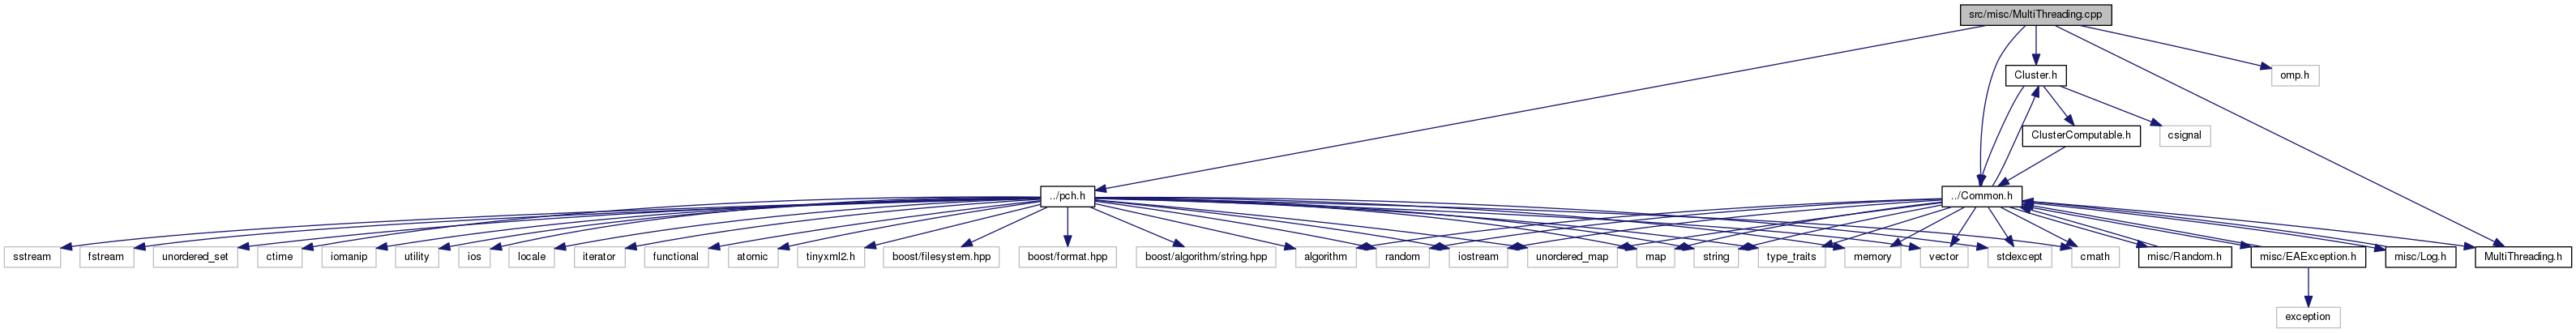 src/misc/MultiThreading.cpp
Cluster.h
omp.h
ClusterComputable.h
csignal
../pch.h
../Common.h
sstream
fstream
unordered_set
ctime
iomanip
utility
ios
locale
iterator
functional
atomic
tinyxml2.h
boost/filesystem.hpp
boost/format.hpp
boost/algorithm/string.hpp
algorithm
random
iostream
unordered_map
map
string
type_traits
memory
vector
stdexcept
cmath
misc/Random.h
misc/EAException.h
misc/Log.h
MultiThreading.h
exception